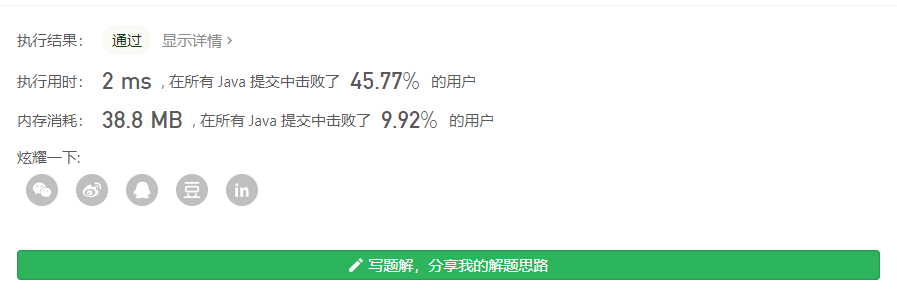 执行结果： 通过 显示详情 ›
执行用时： 2 ms , 在所有 Java 提交中击败了 45.77% 的用户
内存消耗： 38.8 MB , 在所有 Java 提交中击败了 9.92% 的用户
炫耀一下:
豆 in
写题解，分享我的解题思路